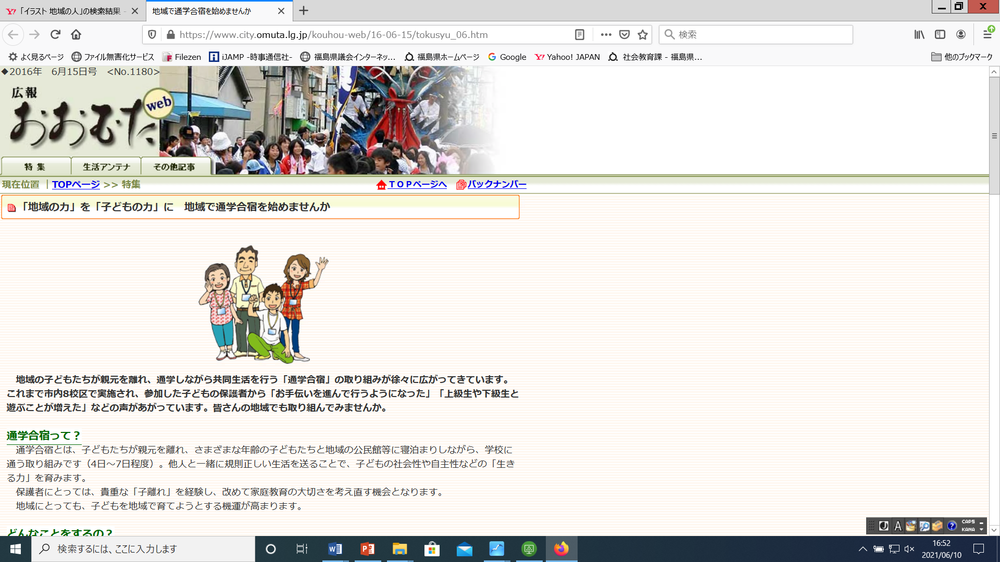 「イラスト 地域の人」の検索結果 -
地域で通学合宿を始めませんか
https://www.city.omuta.lg.jp/kouhou-web/16-06-15/tokusyu_06.htm
検索
よく見るページ
ファイル無害化サービス
Filezen
iJAMP -時事通信社-
福島県議会インターネッ...
福島県ホームページ
Google
Yahoo! JAPAN
社会教育課 - 福島県...
他のブックマーク
◆2016年　6月15日号　<No.1180>
広報
おおむた
web
特 集
生活アンテナ
その他記事
現在位置 ｜TOPページ >> 特集
ＴＯＰページへ
バックナンバー
「地域の力」を「子どもの力」に　地域で通学合宿を始めませんか
地域の子どもたちが親元を離れ、通学しながら共同生活を行う「通学合宿」の取り組みが徐々に広がってきています。
これまで市内8校区で実施され、参加した子どもの保護者から「お手伝いを進んで行うようになった」「上級生や下級生と
遊ぶことが増えた」などの声があがっています。皆さんの地域でも取り組んでみませんか。
通学合宿って？
通学合宿とは、子どもたちが親元を離れ、さまざまな年齢の子どもたちと地域の公民館等に寝泊まりしながら、学校に
通う取り組みです（4日～7日程度）。他人と一緒に規則正しい生活を送ることで、子どもの社会性や自主性などの「生き
る力」を育みます。
保護者にとっては、貴重な「子離れ」を経験し、改めて家庭教育の大切さを考え直す機会となります。
地域にとっても、子どもを地域で育てようとする機運が高まります。
どんなことをするの？
A
CAPS
KANA
検索するには、ここに入力します
16:52
2021/06/10